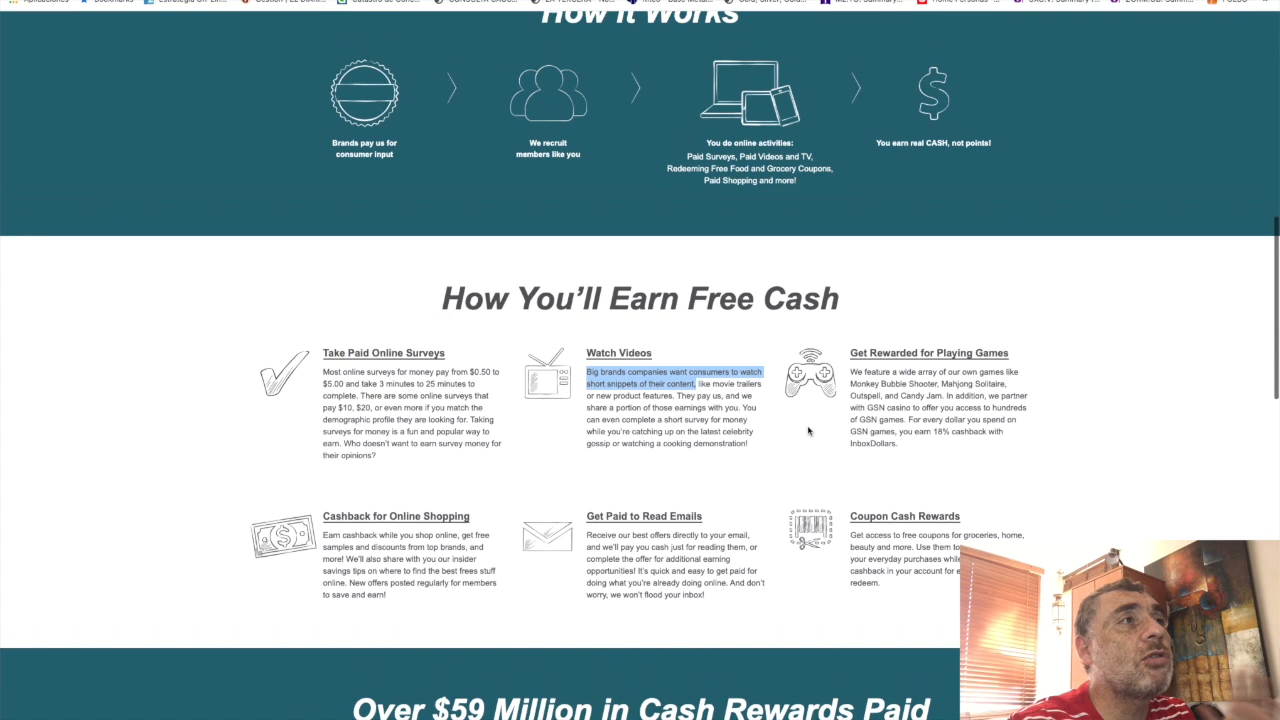 Aplicaciones Bookmarks
How it Works
Brands pay us for
consumer input
We recruit
members like you
You do online activities:
Paid Surveys, Paid Videos and TV,
Redeeming Free Food and Grocery Coupons,
Paid Shopping and more!
You earn real CASH, not points!
How You'll Earn Free Cash
Take Paid Online Surveys
Most online surveys for money pay from $0.50 to
$5.00 and take 3 minutes to 25 minutes to
complete. There are some online surveys that
pay $10, $20, or even more if you match the
demographic profile they are looking for. Taking
surveys for money is a fun and popular way to
earn. Who doesn't want to earn survey money for
their opinions?
Watch Videos
Big brands companies want consumers to watch
short snippets of their content, like movie trailers
or new product features. They pay us, and we
share a portion of those earnings with you. You
can even complete a short survey for money
while you're catching up on the latest celebrity
gossip or watching a cooking demonstration!
Get Rewarded for Playing Games
We feature a wide array of our own games like
Monkey Bubble Shooter, Mahjong Solitaire,
Outspell, and Candy Jam. In addition, we partner
with GSN casino to offer you access to hundreds
of GSN games. For every dollar you spend on
GSN games, you earn 18% cashback with
InboxDollars.
Cashback for Online Shopping
Earn cashback while you shop online, get free
samples and discounts from top brands, and
more! We'll also share with you our insider
savings tips on where to find the best frees stuff
online. New offers posted regularly for members
to save and earn!
Get Paid to Read Emails
Receive our best offers directly to your email,
and we'll pay you cash just for reading them, or
complete the offer for additional earning
opportunities! It's quick and easy to get paid for
doing what you're already doing online. And don't
worry, we won't flood your inbox!
Coupon Cash Rewards
Get access to free coupons for groceries, home,
beauty and more. Use them to
your everyday purchases while
cashback in your account for
redeem.
Over $59 Million in Cash Rewards Paid